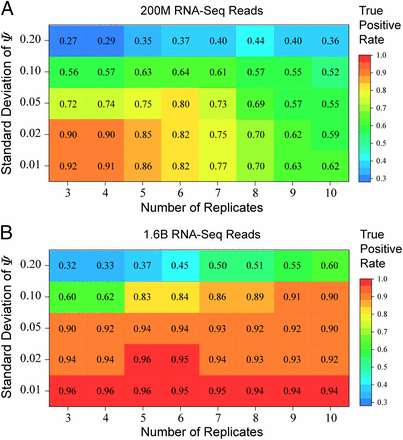 A
200M RNA-Seq Reads
True
Positive
Rate
Standard Deviation of Ψ
0.20 0.27 0.29 0.35 0.37 0.40 0.44 0.40 0.36
0.10 0.56 0.57 0.63 0.64 0.61 0.57 0.55 0.52
0.05 0.72 0.74 0.75 0.80 0.73 0.69 0.57 0.55
0.02 0.90 0.90 0.85 0.82 0.75 0.70 0.62 0.59
0.01 0.92 0.91 0.86 0.82 0.77 0.70 0.63 0.62
3 4 5 6 7 8 9 10
Number of Replicates
1.0
0.9
0.8
0.7
0.6
0.5
0.4
0.3
B
1.6B RNA-Seq Reads
True
Positive
Rate
Standard Deviation of Ψ
0.20 0.32 0.33 0.37 0.45 0.50 0.51 0.55 0.60
0.10 0.60 0.62 0.83 0.84 0.86 0.89 0.91 0.90
0.05 0.90 0.92 0.94 0.94 0.93 0.92 0.92 0.90
0.02 0.94 0.94 0.96 0.95 0.94 0.93 0.93 0.92
0.01 0.96 0.96 0.96 0.95 0.95 0.94 0.94 0.94
3 4 5 6 7 8 9 10
Number of Replicates
1.0
0.9
0.8
0.7
0.6
0.5
0.4
0.3